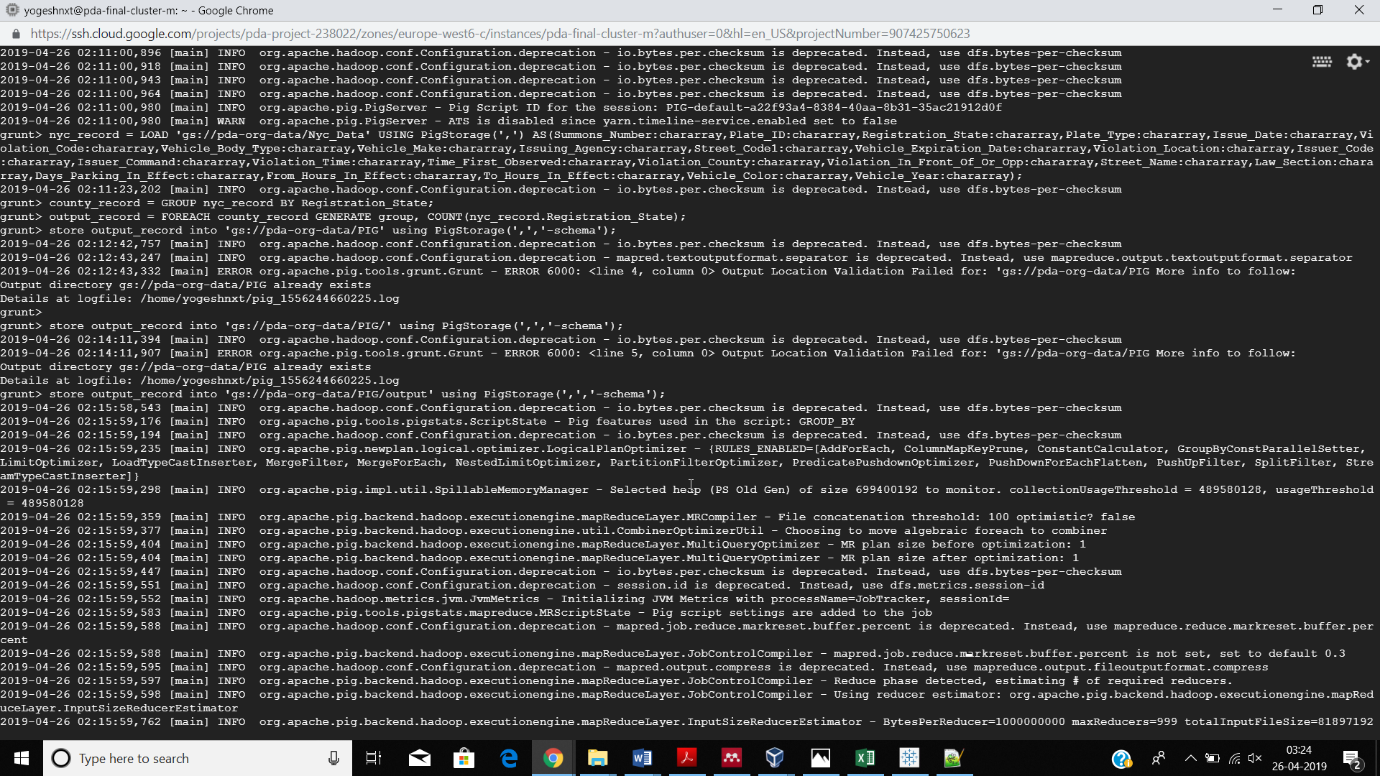 yogeshnxt@pda-final-cluster-m: ~ - Google Chrome
https://ssh.cloud.google.com/projects/pda-project-238022/zones/europe-west6-c/instances/pda-final-cluster-m?authuser=0&hl=en_US&projectNumber=907425750623
2019-04-26 02:11:00,896 [main] INFO  org.apache.hadoop.conf.Configuration.deprecation - io.bytes.per.checksum is deprecated. Instead, use dfs.bytes-per-checksum
2019-04-26 02:11:00,918 [main] INFO  org.apache.hadoop.conf.Configuration.deprecation - io.bytes.per.checksum is deprecated. Instead, use dfs.bytes-per-checksum
2019-04-26 02:11:00,943 [main] INFO  org.apache.hadoop.conf.Configuration.deprecation - io.bytes.per.checksum is deprecated. Instead, use dfs.bytes-per-checksum
2019-04-26 02:11:00,964 [main] INFO  org.apache.hadoop.conf.Configuration.deprecation - io.bytes.per.checksum is deprecated. Instead, use dfs.bytes-per-checksum
2019-04-26 02:11:00,980 [main] INFO  org.apache.pig.PigServer - Pig Script ID for the session: PIG-default-a22f93a4-8384-40aa-8b31-35ac21912d0f
2019-04-26 02:11:00,980 [main] WARN  org.apache.pig.PigServer - ATS is disabled since yarn.timeline-service.enabled set to false
grunt> nyc_record = LOAD 'gs://pda-org-data/Nyc_Data' USING PigStorage(',') AS(Summons_Number:chararray,Plate_ID:chararray,Registration_State:chararray,Plate_Type:chararray,Issue_Date:chararray,Vi
olation_Code:chararray,Vehicle_Body_Type:chararray,Vehicle_Make:chararray,Issuing_Agency:chararray,Street_Code1:chararray,Vehicle_Expiration_Date:chararray,Violation_Location:chararray,Issuer_Code
:chararray,Issuer_Command:chararray,Violation_Time:chararray,Time_First_Observed:chararray,Violation_County:chararray,Violation_In_Front_Of_Or_Opp:chararray,Street_Name:chararray,Law_Section:chara
rray,Days_Parking_In_Effect:chararray,From_Hours_In_Effect:chararray,To_Hours_In_Effect:chararray,Vehicle_Color:chararray,Vehicle_Year:chararray);
2019-04-26 02:11:23,202 [main] INFO  org.apache.hadoop.conf.Configuration.deprecation - io.bytes.per.checksum is deprecated. Instead, use dfs.bytes-per-checksum
grunt> county_record = GROUP nyc_record BY Registration_State;
grunt> output_record = FOREACH county_record GENERATE group, COUNT(nyc_record.Registration_State);
grunt> store output_record into 'gs://pda-org-data/PIG' using PigStorage(',','-schema');
2019-04-26 02:12:42,757 [main] INFO  org.apache.hadoop.conf.Configuration.deprecation - io.bytes.per.checksum is deprecated. Instead, use dfs.bytes-per-checksum
2019-04-26 02:12:43,247 [main] INFO  org.apache.hadoop.conf.Configuration.deprecation - mapred.textoutputformat.separator is deprecated. Instead, use mapreduce.output.textoutputformat.separator
2019-04-26 02:12:43,332 [main] ERROR org.apache.pig.tools.grunt.Grunt - ERROR 6000: <line 4, column 0> Output Location Validation Failed for: 'gs://pda-org-data/PIG More info to follow:
Output directory gs://pda-org-data/PIG already exists
Details at logfile: /home/yogeshnxt/pig_1556244660225.log
grunt>
grunt> store output_record into 'gs://pda-org-data/PIG/' using PigStorage(',','-schema');
2019-04-26 02:14:11,394 [main] INFO  org.apache.hadoop.conf.Configuration.deprecation - io.bytes.per.checksum is deprecated. Instead, use dfs.bytes-per-checksum
2019-04-26 02:14:11,907 [main] ERROR org.apache.pig.tools.grunt.Grunt - ERROR 6000: <line 5, column 0> Output Location Validation Failed for: 'gs://pda-org-data/PIG More info to follow:
Output directory gs://pda-org-data/PIG already exists
Details at logfile: /home/yogeshnxt/pig_1556244660225.log
grunt> store output_record into 'gs://pda-org-data/PIG/output' using PigStorage(',','-schema');
2019-04-26 02:15:58,543 [main] INFO  org.apache.hadoop.conf.Configuration.deprecation - io.bytes.per.checksum is deprecated. Instead, use dfs.bytes-per-checksum
2019-04-26 02:15:59,176 [main] INFO  org.apache.pig.tools.pigstats.ScriptState - Pig features used in the script: GROUP_BY
2019-04-26 02:15:59,194 [main] INFO  org.apache.hadoop.conf.Configuration.deprecation - io.bytes.per.checksum is deprecated. Instead, use dfs.bytes-per-checksum
2019-04-26 02:15:59,235 [main] INFO  org.apache.pig.newplan.logical.optimizer.LogicalPlanOptimizer - {RULES_ENABLED=[AddForEach, ColumnMapKeyPrune, ConstantCalculator, GroupByConstParallelSetter,
LimitOptimizer, LoadTypeCastInserter, MergeFilter, MergeForEach, NestedLimitOptimizer, PartitionFilterOptimizer, PredicatePushdownOptimizer, PushDownForEachFlatten, PushUpFilter, SplitFilter, Stre
amTypeCastInserter]}
2019-04-26 02:15:59,298 [main] INFO  org.apache.pig.impl.util.SpillableMemoryManager - Selected heap (PS Old Gen) of size 699400192 to monitor. collectionUsageThreshold = 489580128, usageThreshold
= 489580128
2019-04-26 02:15:59,359 [main] INFO  org.apache.pig.backend.hadoop.executionengine.mapReduceLayer.MRCompiler - File concatenation threshold: 100 optimistic? false
2019-04-26 02:15:59,377 [main] INFO  org.apache.pig.backend.hadoop.executionengine.util.CombinerOptimizerUtil - Choosing to move algebraic foreach to combiner
2019-04-26 02:15:59,404 [main] INFO  org.apache.pig.backend.hadoop.executionengine.mapReduceLayer.MultiQueryOptimizer - MR plan size before optimization: 1
2019-04-26 02:15:59,404 [main] INFO  org.apache.pig.backend.hadoop.executionengine.mapReduceLayer.MultiQueryOptimizer - MR plan size after optimization: 1
2019-04-26 02:15:59,447 [main] INFO  org.apache.hadoop.conf.Configuration.deprecation - io.bytes.per.checksum is deprecated. Instead, use dfs.bytes-per-checksum
2019-04-26 02:15:59,551 [main] INFO  org.apache.hadoop.conf.Configuration.deprecation - session.id is deprecated. Instead, use dfs.metrics.session-id
2019-04-26 02:15:59,552 [main] INFO  org.apache.hadoop.metrics.jvm.JvmMetrics - Initializing JVM Metrics with processName=JobTracker, sessionId=
2019-04-26 02:15:59,583 [main] INFO  org.apache.pig.tools.pigstats.mapreduce.MRScriptState - Pig script settings are added to the job
2019-04-26 02:15:59,588 [main] INFO  org.apache.hadoop.conf.Configuration.deprecation - mapred.job.reduce.markreset.buffer.percent is deprecated. Instead, use mapreduce.reduce.markreset.buffer.per
cent
2019-04-26 02:15:59,588 [main] INFO  org.apache.pig.backend.hadoop.executionengine.mapReduceLayer.JobControlCompiler - mapred.job.reduce.markreset.buffer.percent is not set, set to default 0.3
2019-04-26 02:15:59,595 [main] INFO  org.apache.hadoop.conf.Configuration.deprecation - mapred.output.compress is deprecated. Instead, use mapreduce.output.fileoutputformat.compress
2019-04-26 02:15:59,597 [main] INFO  org.apache.pig.backend.hadoop.executionengine.mapReduceLayer.JobControlCompiler - Reduce phase detected, estimating # of required reducers.
2019-04-26 02:15:59,598 [main] INFO  org.apache.pig.backend.hadoop.executionengine.mapReduceLayer.JobControlCompiler - Using reducer estimator: org.apache.pig.backend.hadoop.executionengine.mapRed
uceLayer.InputSizeReducerEstimator
2019-04-26 02:15:59,762 [main] INFO  org.apache.pig.backend.hadoop.executionengine.mapReduceLayer.InputSizeReducerEstimator - BytesPerReducer=1000000000 maxReducers=999 totalInputFileSize=81897192
Type here to search
03:24
26-04-2019
2